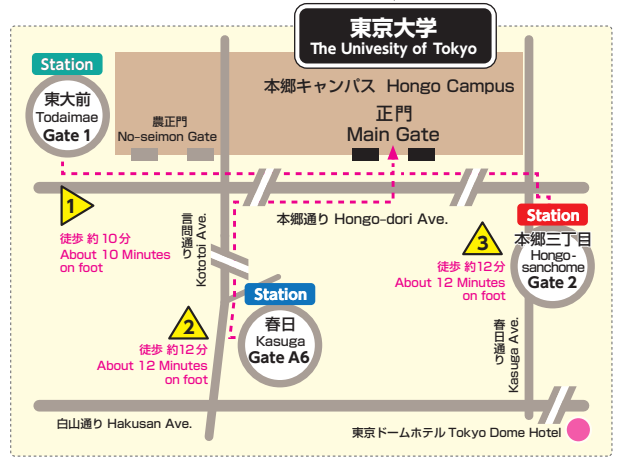 東京大学
The Univesity of Tokyo
Station
東大前
Todaimae
Gate 1
本郷キャンパス Hongo Campus
正門
Main Gate
農正門
No-seimon Gate
1
徒歩 約10分
About 10 Minutes
on foot
言問通り
Kototoi Ave.
本郷通り Hongo-dori Ave.
3
徒歩 約12分
About 12 Minutes
on foot
Station
本郷三丁目
Hongo-
sanchome
Gate 2
2
徒歩 約12分
About 12 Minutes
on foot
Station
春日
Kasuga
Gate A6
春日通り
Kasuga Ave.
白山通り Hakusan Ave.
東京ドームホテル Tokyo Dome Hotel